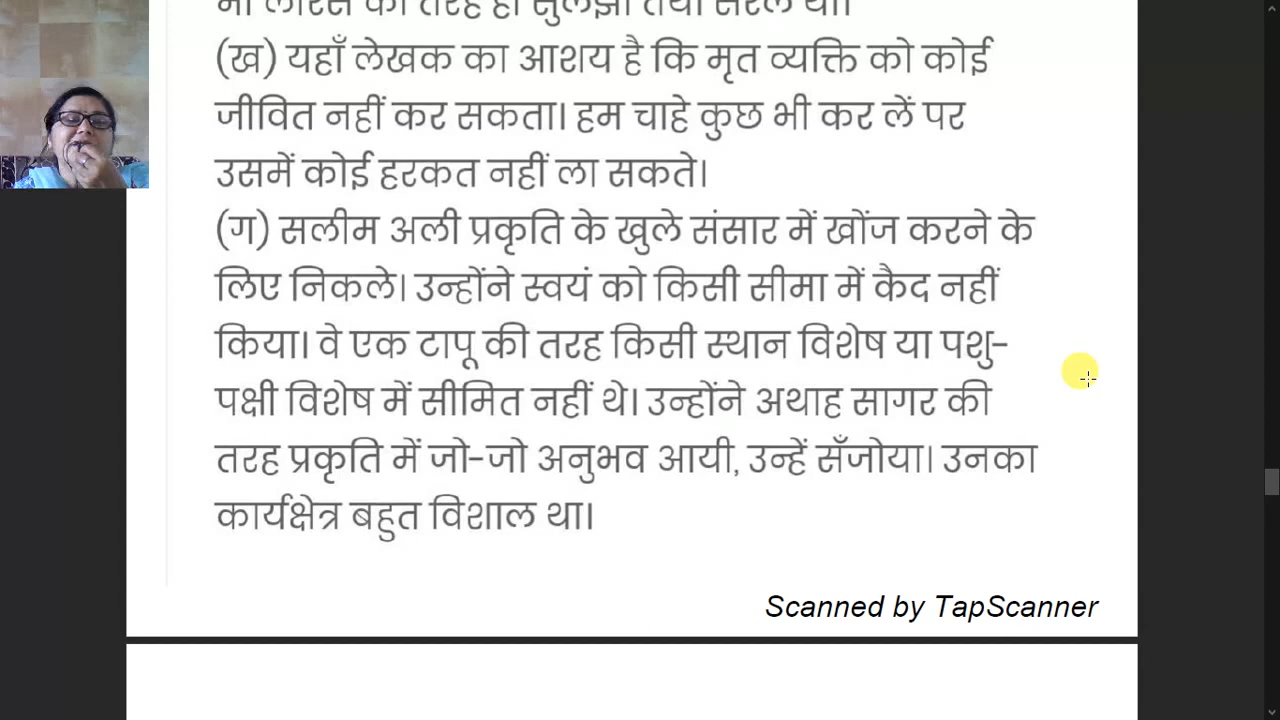 (ख) यहाँ लेखक का आशय है कि मृत व्यक्ति को कोई
जीवित नहीं कर सकता। हम चाहे कुछ भी कर लें पर
उसमें कोई हरकत नहीं ला सकते।
(ग) सलीम अली प्रकृति के खुले संसार में खोंज करने के
लिए निकले। उन्होंने स्वयं को किसी सीमा में कैद नहीं
किया। वे एक टापू की तरह किसी स्थान विशेष या पशु-
पक्षी विशेष में सीमित नहीं थे। उन्होंने अथाह सागर की
तरह प्रकृति में जो-जो अनुभव आयी, उन्हें सँजोया। उनका
कार्यक्षेत्र बहुत विशाल था।
Scanned by TapScanner